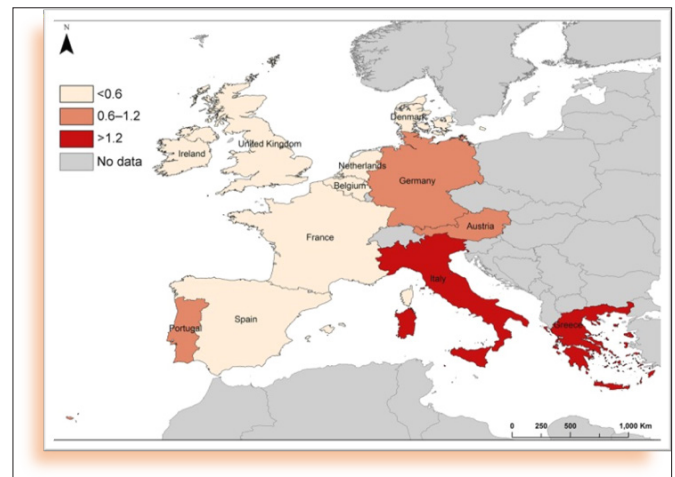 N
<0.6
0.6–1.2
>1.2
No data
Denmark
Ireland
United Kingdom
Netherlands
Belgium
Germany
France
Austria
Italy
Portugal
Spain
Greece
0 250 500 1,000 Km